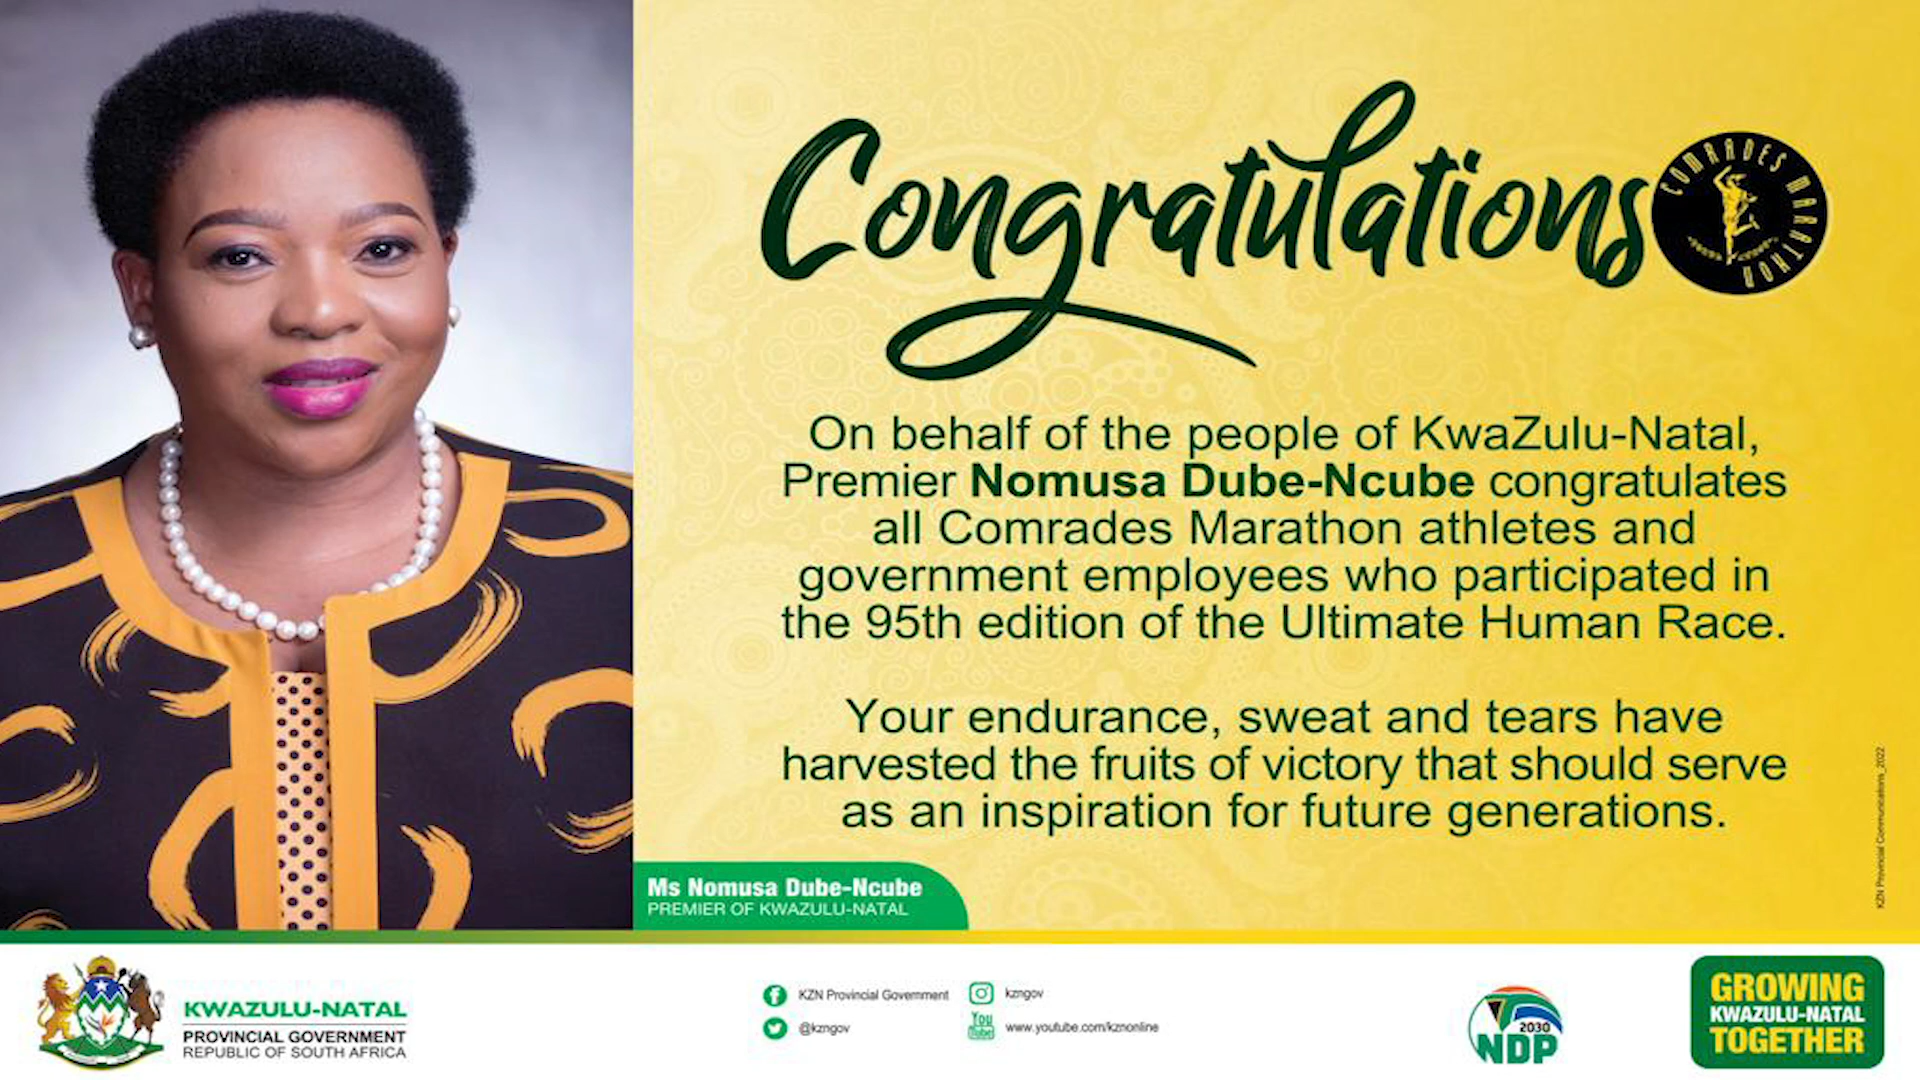 Congratulations
COMRADES MARATHON
On behalf of the people of KwaZulu-Natal,
Premier Nomusa Dube-Ncube congratulates
all Comrades Marathon athletes and
government employees who participated in
the 95th edition of the Ultimate Human Race.
Your endurance, sweat and tears have
harvested the fruits of victory that should serve
as an inspiration for future generations.
KZN Provincial Communications_2022
Ms Nomusa Dube-Ncube
PREMIER OF KWAZULU-NATAL
KWAZULU-NATAL
PROVINCIAL GOVERNMENT
REPUBLIC OF SOUTH AFRICA
KZN Provincial Government
@kzngov
kzngov
You Tube
www.youtube.com/kznonline
2030
NDP
GROWING
KWAZULU-NATAL
TOGETHER